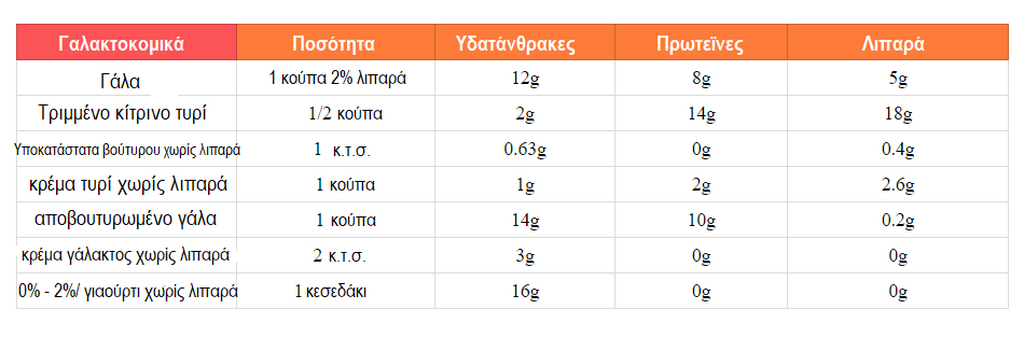 Γαλακτοκομικά Ποσότητα Υδατάνθρακες Πρωτεΐνες Λιπαρά
Γάλα 1 κούπα 2% λιπαρά 12g 8g 5g
Τριμμένο κίτρινο τυρί 1/2 κούπα 2g 14g 18g
Υποκατάστατα βούτυρου χωρίς λιπαρά 1 κ.τ.σ. 0.63g 0g 0.4g
κρέμα τυρί χωρίς λιπαρά 1 κούπα 1g 2g 2.6g
αποβουτυρωμένο γάλα 1 κούπα 14g 10g 0.2g
κρέμα γάλακτος χωρίς λιπαρά 2 κ.τ.σ. 3g 0g 0g
0% - 2%/ γιαούρτι χωρίς λιπαρά 1 κεσεδάκι 16g 0g 0g